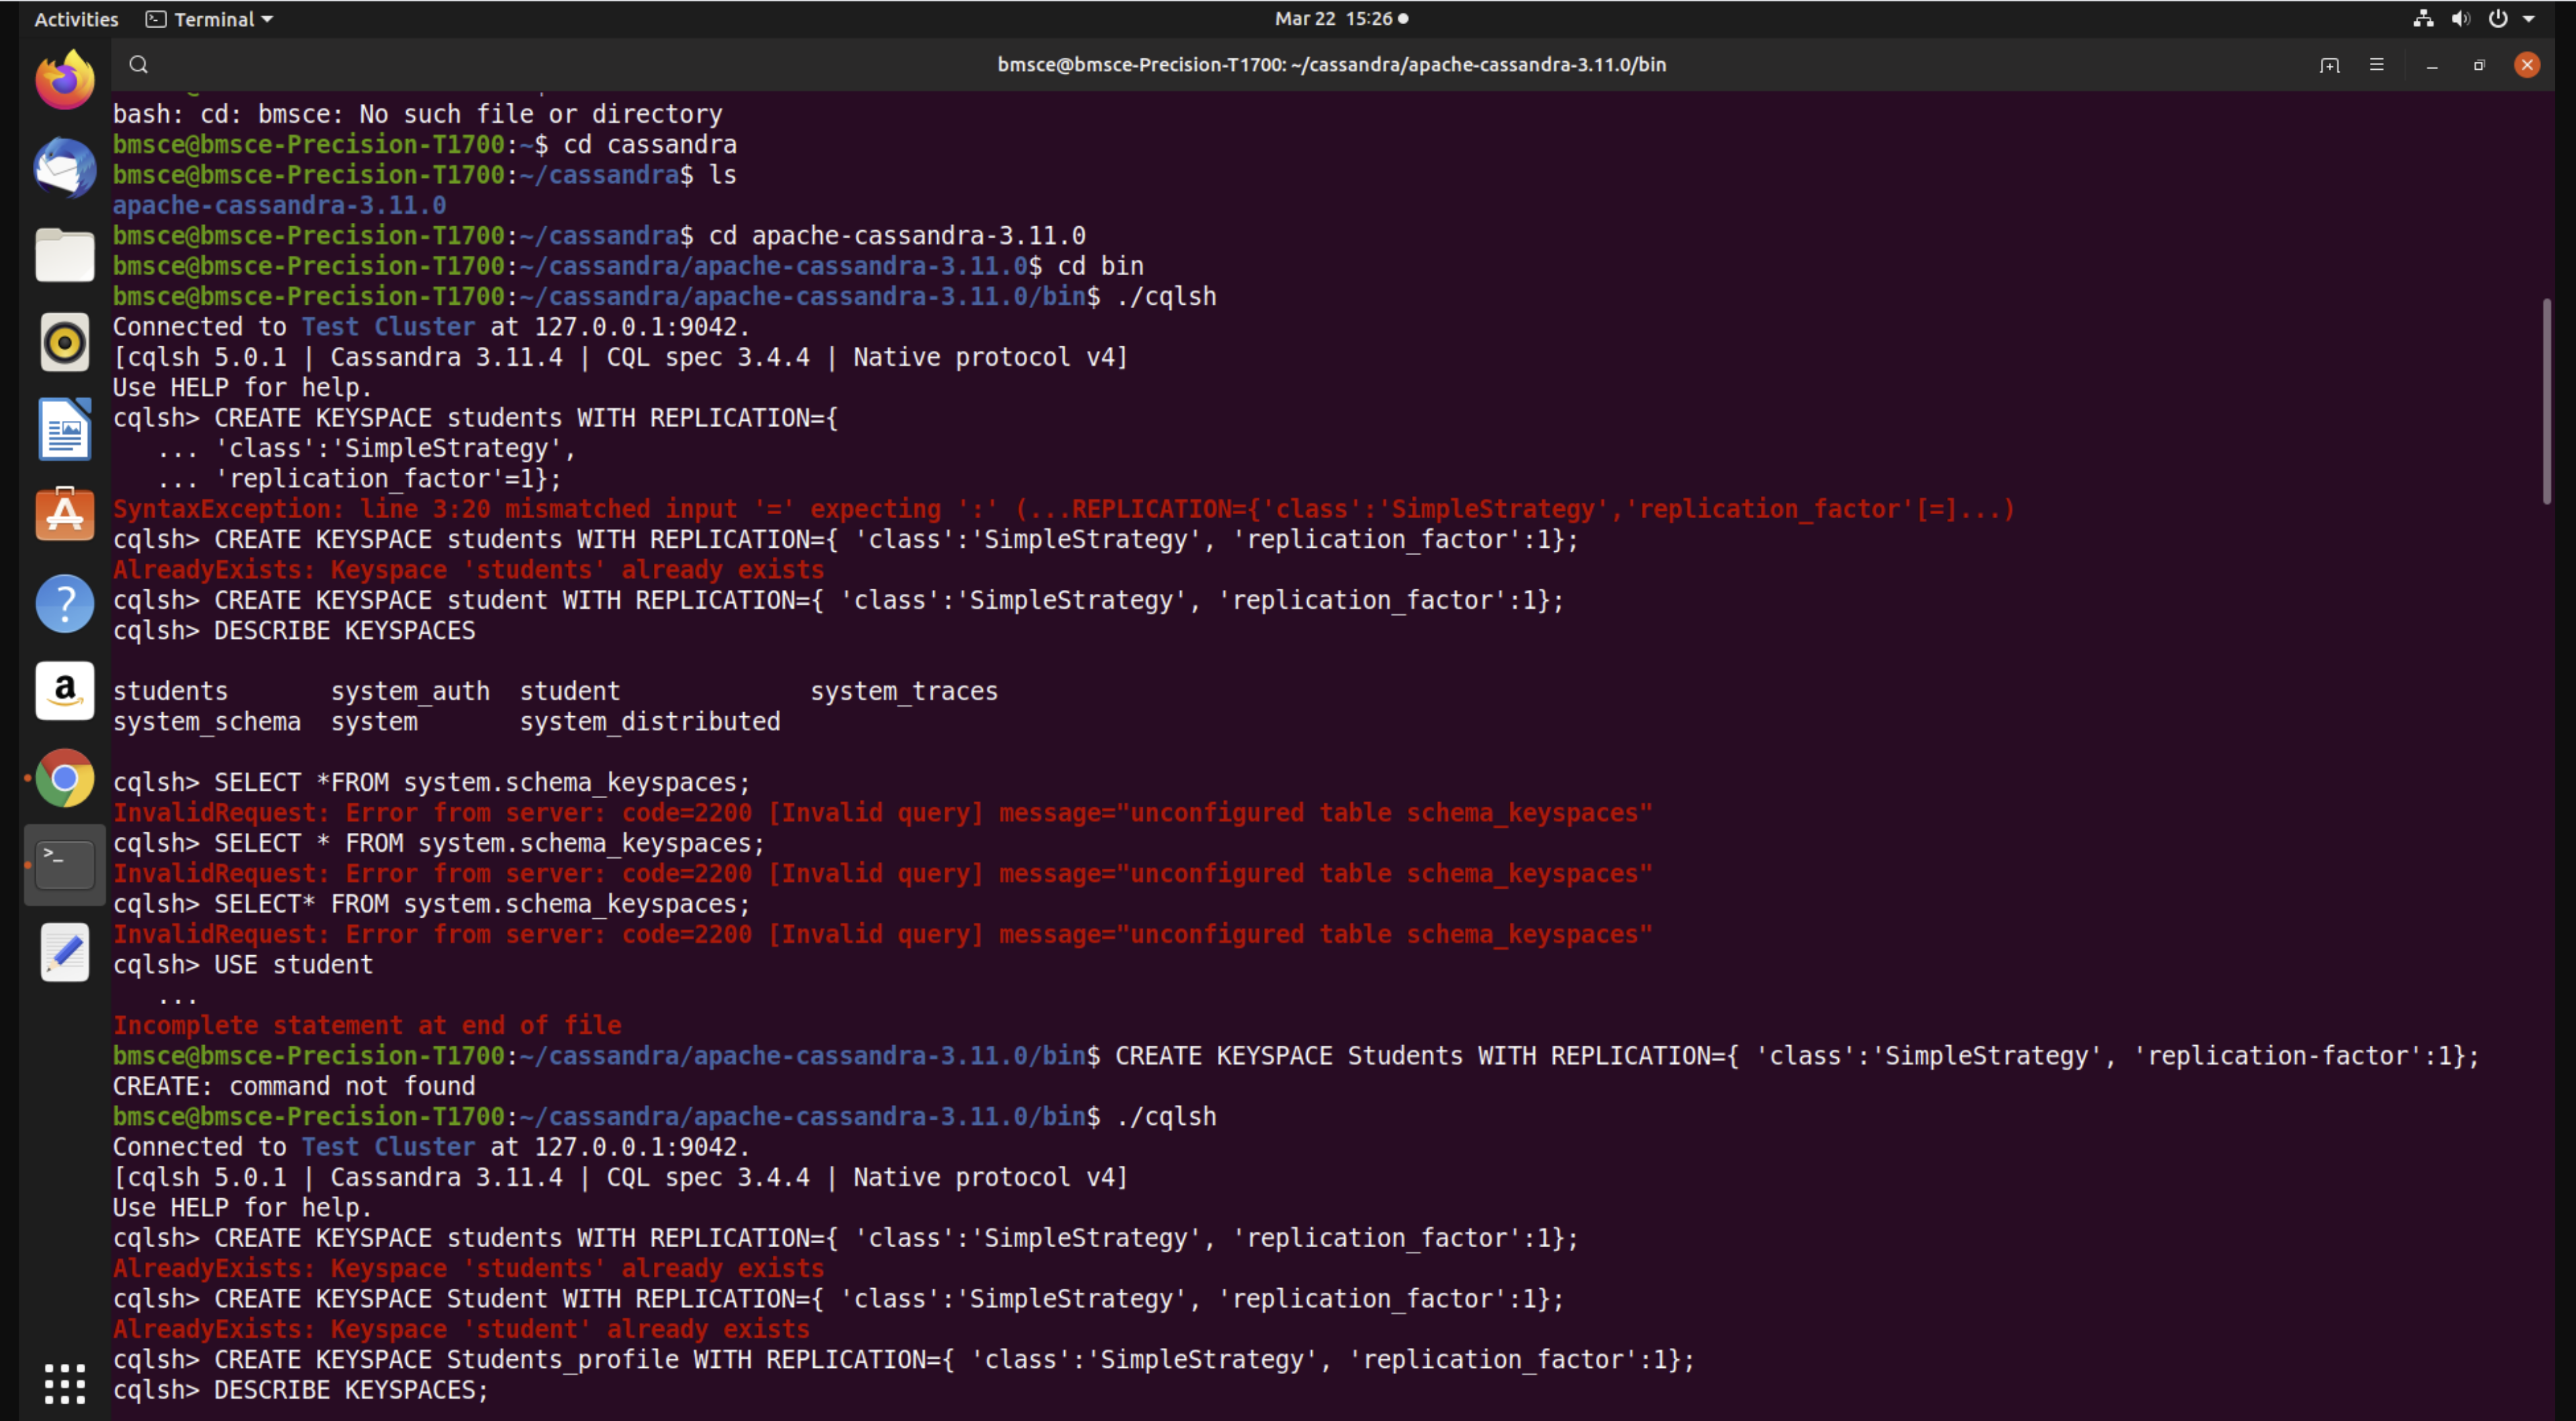 Activities Terminal Mar 22 15:26
bmsce@bmsce-Precision-T1700: ~/cassandra/apache-cassandra-3.11.0/bin
bash: cd: bmsce: No such file or directory
bmsce@bmsce-Precision-T1700:~$ cd cassandra
bmsce@bmsce-Precision-T1700:~/cassandra$ ls
apache-cassandra-3.11.0
bmsce@bmsce-Precision-T1700:~/cassandra$ cd apache-cassandra-3.11.0
bmsce@bmsce-Precision-T1700:~/cassandra/apache-cassandra-3.11.0$ cd bin
bmsce@bmsce-Precision-T1700:~/cassandra/apache-cassandra-3.11.0/bin$ ./cqlsh
Connected to Test Cluster at 127.0.0.1:9042.
[cqlsh 5.0.1 | Cassandra 3.11.4 | CQL spec 3.4.4 | Native protocol v4]
Use HELP for help.
cqlsh> CREATE KEYSPACE students WITH REPLICATION={
   ... 'class':'SimpleStrategy',
   ... 'replication_factor'=1};
SyntaxException: line 3:20 mismatched input '=' expecting ':' (...REPLICATION={'class':'SimpleStrategy','replication_factor'[=]...)
cqlsh> CREATE KEYSPACE students WITH REPLICATION={ 'class':'SimpleStrategy', 'replication_factor':1};
AlreadyExists: Keyspace 'students' already exists
cqlsh> CREATE KEYSPACE student WITH REPLICATION={ 'class':'SimpleStrategy', 'replication_factor':1};
cqlsh> DESCRIBE KEYSPACES
students       system_auth  student             system_traces
system_schema  system       system_distributed
cqlsh> SELECT *FROM system.schema_keyspaces;
InvalidRequest: Error from server: code=2200 [Invalid query] message="unconfigured table schema_keyspaces"
cqlsh> SELECT * FROM system.schema_keyspaces;
InvalidRequest: Error from server: code=2200 [Invalid query] message="unconfigured table schema_keyspaces"
cqlsh> SELECT* FROM system.schema_keyspaces;
InvalidRequest: Error from server: code=2200 [Invalid query] message="unconfigured table schema_keyspaces"
cqlsh> USE student
   ...
Incomplete statement at end of file
bmsce@bmsce-Precision-T1700:~/cassandra/apache-cassandra-3.11.0/bin$ CREATE KEYSPACE Students WITH REPLICATION={ 'class':'SimpleStrategy', 'replication-factor':1};
CREATE: command not found
bmsce@bmsce-Precision-T1700:~/cassandra/apache-cassandra-3.11.0/bin$ ./cqlsh
Connected to Test Cluster at 127.0.0.1:9042.
[cqlsh 5.0.1 | Cassandra 3.11.4 | CQL spec 3.4.4 | Native protocol v4]
Use HELP for help.
cqlsh> CREATE KEYSPACE students WITH REPLICATION={ 'class':'SimpleStrategy', 'replication_factor':1};
AlreadyExists: Keyspace 'students' already exists
cqlsh> CREATE KEYSPACE Student WITH REPLICATION={ 'class':'SimpleStrategy', 'replication_factor':1};
AlreadyExists: Keyspace 'student' already exists
cqlsh> CREATE KEYSPACE Students_profile WITH REPLICATION={ 'class':'SimpleStrategy', 'replication_factor':1};
cqlsh> DESCRIBE KEYSPACES;